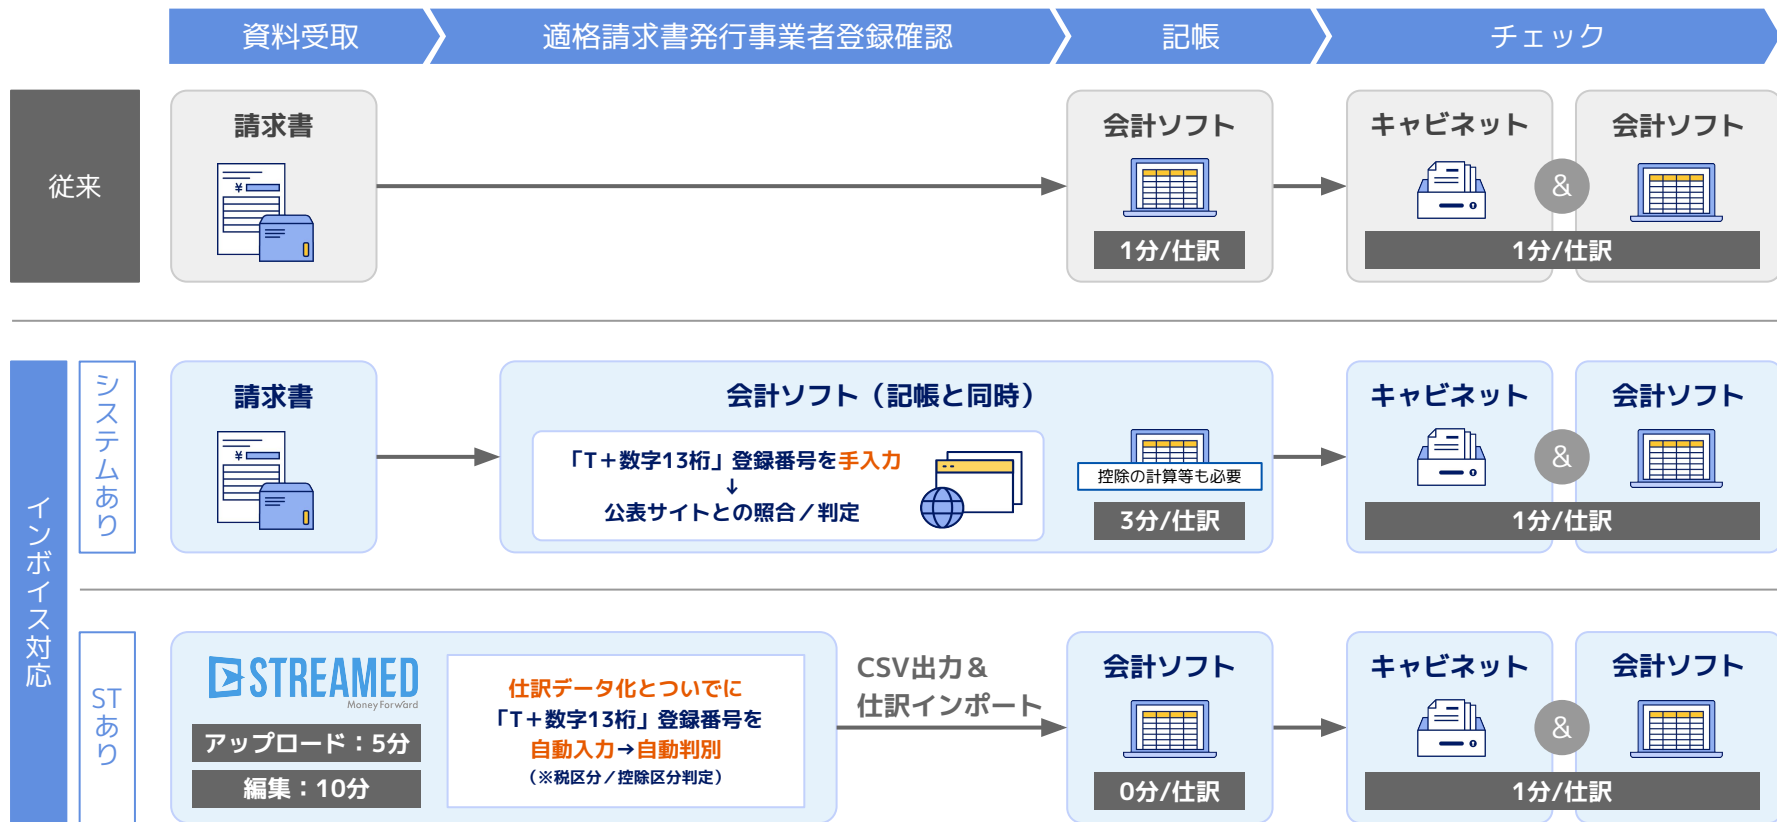 資料受取
適格請求書発行事業者登録確認
記帳
チェック
従来
請求書
¥
会計ソフト
1分/仕訳
キャビネット
&
会計ソフト
1分/仕訳
インボイス対応
システムあり
請求書
¥
会計ソフト（記帳と同時）
「T＋数字13桁」登録番号を手入力
↓
公表サイトとの照合／判定
控除の計算等も必要
3分/仕訳
キャビネット
&
会計ソフト
1分/仕訳
STあり
STREAMED
Money Forward
アップロード：5分
編集：10分
仕訳データ化とついでに
「T＋数字13桁」登録番号を
自動入力→自動判別
（※税区分／控除区分判定）
CSV出力＆
仕訳インポート
会計ソフト
0分/仕訳
キャビネット
&
会計ソフト
1分/仕訳